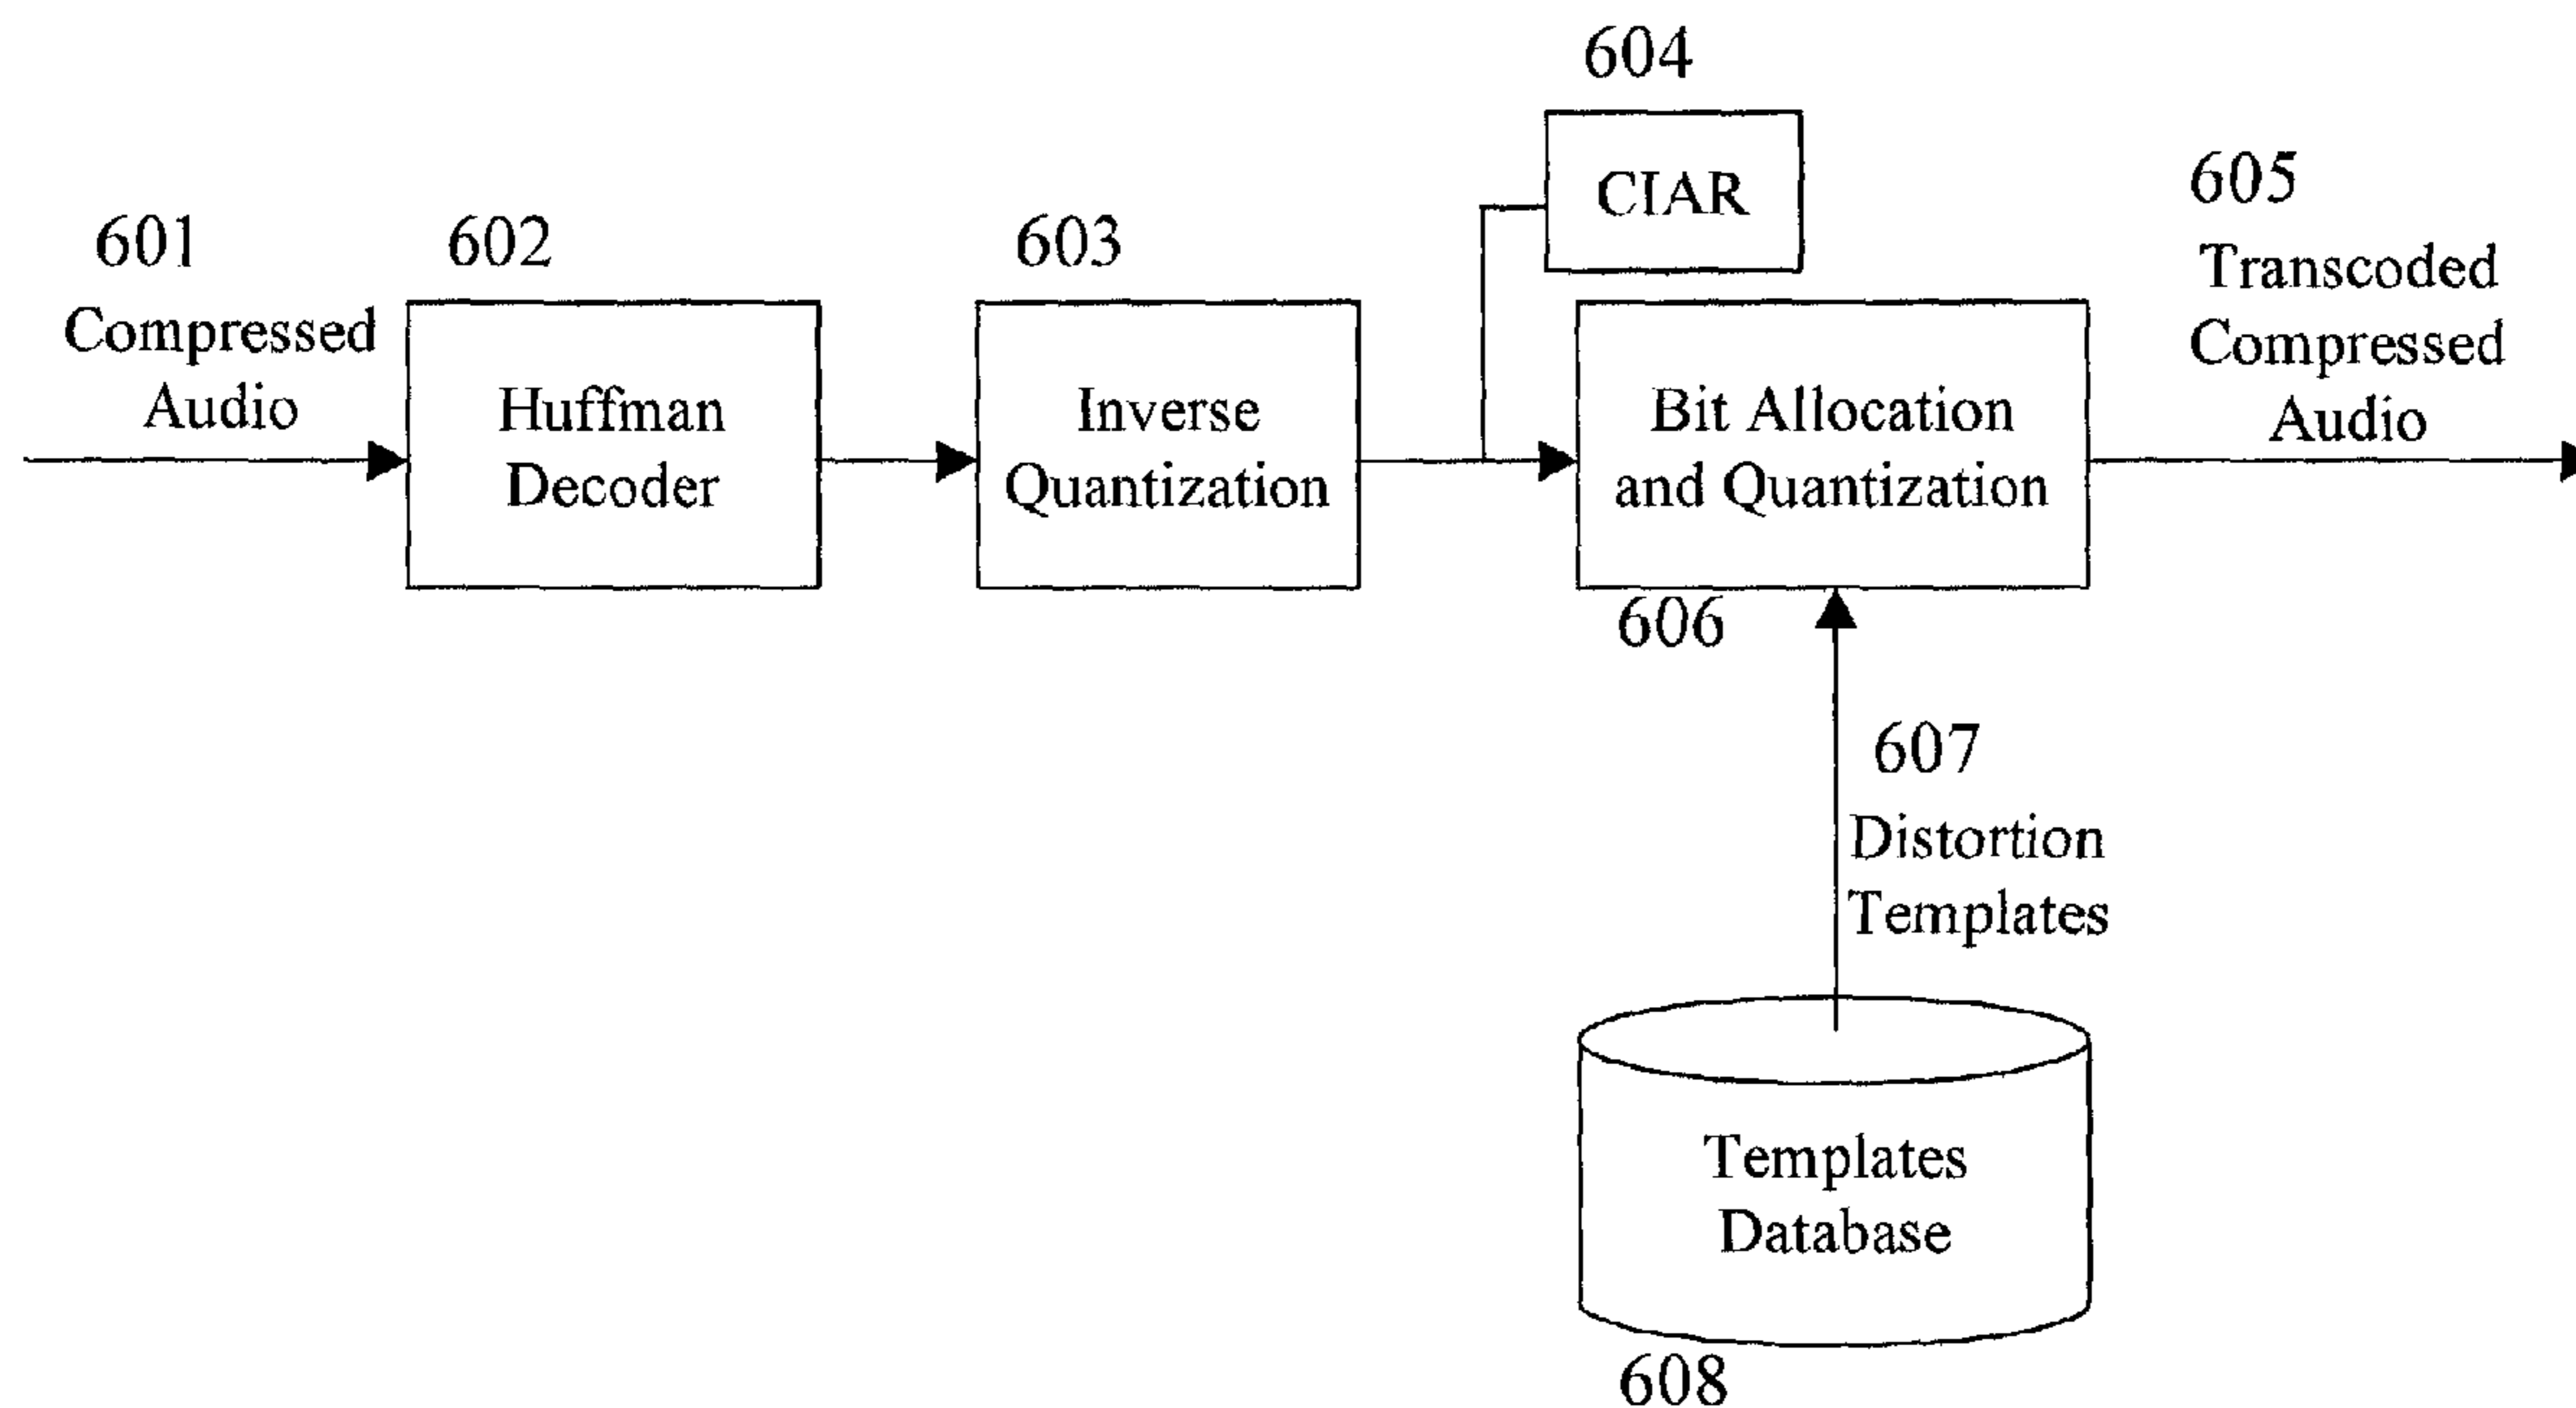 604
CIAR
601
Compressed
Audio
602
Huffman
Decoder
603
Inverse
Quantization
Bit Allocation
and Quantization
606
605
Transcoded
Compressed
Audio
607
Distortion
Templates
Templates
Database
608